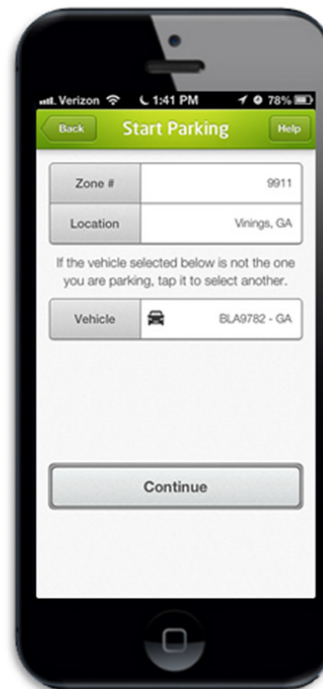 Verizon 1:41 PM 78%
Back Start Parking Help
Zone # 9911
Location Vinings, GA
If the vehicle selected below is not the one
you are parking, tap it to select another.
Vehicle BLA9782 - GA
Continue